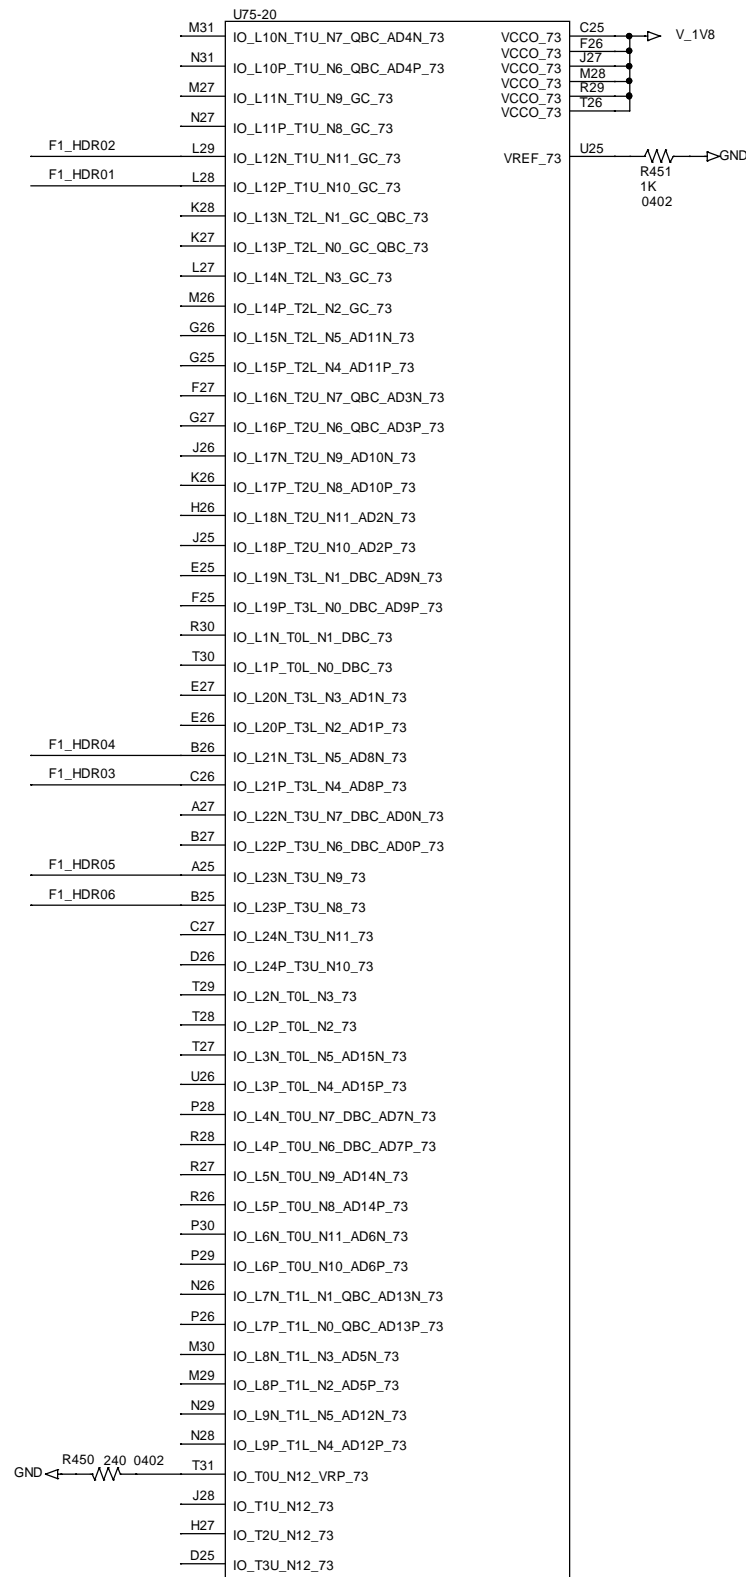 U75-20
M31 IO_L10N_T1U_N7_QBC_AD4N_73 VCCO_73 C25 V_1V8
VCCO_73 F26
N31 IO_L10P_T1U_N6_QBC_AD4P_73 VCCO_73 J27
VCCO_73 M28
M27 IO_L11N_T1U_N9_GC_73 VCCO_73 R29
VCCO_73 T26
N27 IO_L11P_T1U_N8_GC_73
F1_HDR02 L29 IO_L12N_T1U_N11_GC_73 VREF_73 U25 GND
R451
1K
0402
F1_HDR01 L28 IO_L12P_T1U_N10_GC_73
K28 IO_L13N_T2L_N1_GC_QBC_73
K27 IO_L13P_T2L_N0_GC_QBC_73
L27 IO_L14N_T2L_N3_GC_73
M26 IO_L14P_T2L_N2_GC_73
G26 IO_L15N_T2L_N5_AD11N_73
G25 IO_L15P_T2L_N4_AD11P_73
F27 IO_L16N_T2U_N7_QBC_AD3N_73
G27 IO_L16P_T2U_N6_QBC_AD3P_73
J26 IO_L17N_T2U_N9_AD10N_73
K26 IO_L17P_T2U_N8_AD10P_73
H26 IO_L18N_T2U_N11_AD2N_73
J25 IO_L18P_T2U_N10_AD2P_73
E25 IO_L19N_T3L_N1_DBC_AD9N_73
F25 IO_L19P_T3L_N0_DBC_AD9P_73
R30 IO_L1N_T0L_N1_DBC_73
T30 IO_L1P_T0L_N0_DBC_73
E27 IO_L20N_T3L_N3_AD1N_73
E26 IO_L20P_T3L_N2_AD1P_73
F1_HDR04 B26 IO_L21N_T3L_N5_AD8N_73
F1_HDR03 C26 IO_L21P_T3L_N4_AD8P_73
A27 IO_L22N_T3U_N7_DBC_AD0N_73
B27 IO_L22P_T3U_N6_DBC_AD0P_73
F1_HDR05 A25 IO_L23N_T3U_N9_73
F1_HDR06 B25 IO_L23P_T3U_N8_73
C27 IO_L24N_T3U_N11_73
D26 IO_L24P_T3U_N10_73
T29 IO_L2N_T0L_N3_73
T28 IO_L2P_T0L_N2_73
T27 IO_L3N_T0L_N5_AD15N_73
U26 IO_L3P_T0L_N4_AD15P_73
P28 IO_L4N_T0U_N7_DBC_AD7N_73
R28 IO_L4P_T0U_N6_DBC_AD7P_73
R27 IO_L5N_T0U_N9_AD14N_73
R26 IO_L5P_T0U_N8_AD14P_73
P30 IO_L6N_T0U_N11_AD6N_73
P29 IO_L6P_T0U_N10_AD6P_73
N26 IO_L7N_T1L_N1_QBC_AD13N_73
P26 IO_L7P_T1L_N0_QBC_AD13P_73
M30 IO_L8N_T1L_N3_AD5N_73
M29 IO_L8P_T1L_N2_AD5P_73
N29 IO_L9N_T1L_N5_AD12N_73
N28 IO_L9P_T1L_N4_AD12P_73
GND R450 240 0402 T31 IO_T0U_N12_VRP_73
J28 IO_T1U_N12_73
H27 IO_T2U_N12_73
D25 IO_T3U_N12_73